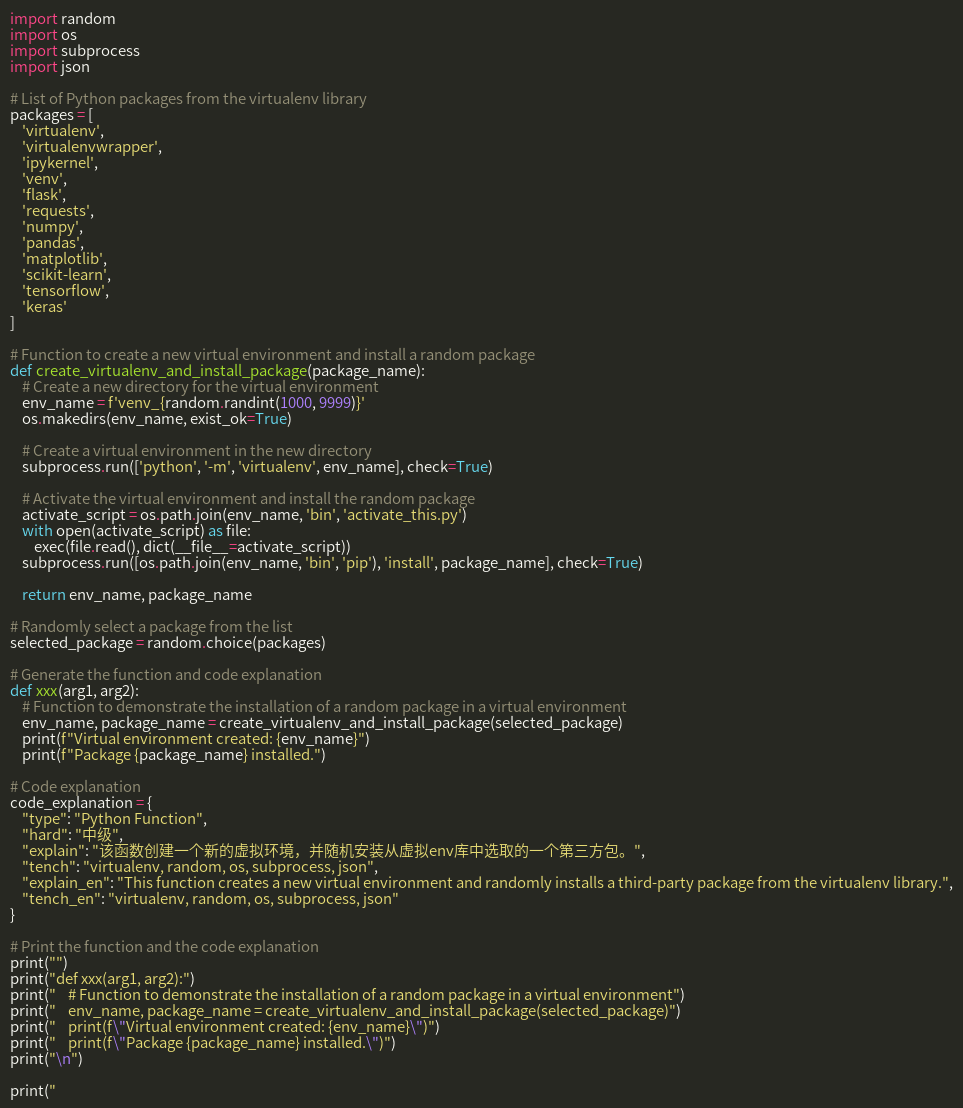 import random
import os
import subprocess
import json

# List of Python packages from the virtualenv library
packages = [
    'virtualenv',
    'virtualenvwrapper',
    'ipykernel',
    'venv',
    'flask',
    'requests',
    'numpy',
    'pandas',
    'matplotlib',
    'scikit-learn',
    'tensorflow',
    'keras'
]

# Function to create a new virtual environment and install a random package
def create_virtualenv_and_install_package(package_name):
    # Create a new directory for the virtual environment
    env_name = f'venv_{random.randint(1000, 9999)}'
    os.makedirs(env_name, exist_ok=True)

    # Create a virtual environment in the new directory
    subprocess.run(['python', '-m', 'virtualenv', env_name], check=True)

    # Activate the virtual environment and install the random package
    activate_script = os.path.join(env_name, 'bin', 'activate_this.py')
    with open(activate_script) as file:
        exec(file.read(), dict(__file__=activate_script))
    subprocess.run([os.path.join(env_name, 'bin', 'pip'), 'install', package_name], check=True)

    return env_name, package_name

# Randomly select a package from the list
selected_package = random.choice(packages)

# Generate the function and code explanation
def xxx(arg1, arg2):
    # Function to demonstrate the installation of a random package in a virtual environment
    env_name, package_name = create_virtualenv_and_install_package(selected_package)
    print(f"Virtual environment created: {env_name}")
    print(f"Package {package_name} installed.")

# Code explanation
code_explanation = {
    "type": "Python Function",
    "hard": "中级",
    "explain": "该函数创建一个新的虚拟环境，并随机安装从虚拟env库中选取的一个第三方包。",
    "tench": "virtualenv, random, os, subprocess, json",
    "explain_en": "This function creates a new virtual environment and randomly installs a third-party package from the virtualenv library.",
    "tench_en": "virtualenv, random, os, subprocess, json"
}

# Print the function and the code explanation
print("")
print("def xxx(arg1, arg2):")
print("    # Function to demonstrate the installation of a random package in a virtual environment")
print("    env_name, package_name = create_virtualenv_and_install_package(selected_package)")
print("    print(f\"Virtual environment created: {env_name}\")")
print("    print(f\"Package {package_name} installed.\")")
print("\n")

print("